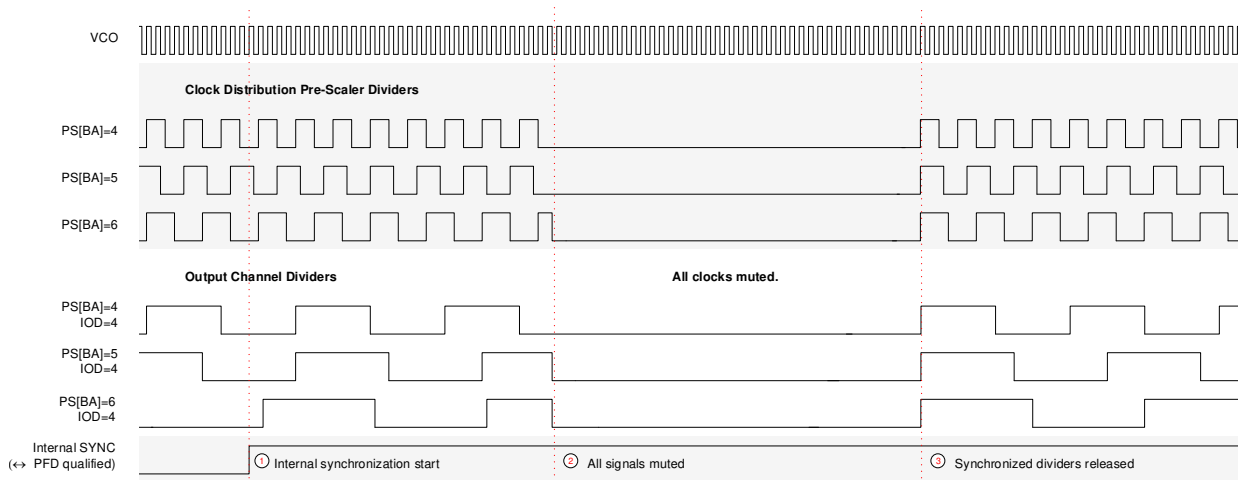 VCO
Clock Distribution Pre-Scaler Dividers
PS[BA]=4
PS[BA]=5
PS[BA]=6
Output Channel Dividers
All clocks muted.
PS[BA]=4
IOD=4
PS[BA]=5
IOD=4
PS[BA]=6
IOD=4
Internal SYNC
(↔ PFD qualified)
1 Internal synchronization start
2 All signals muted
3 Synchronized dividers released